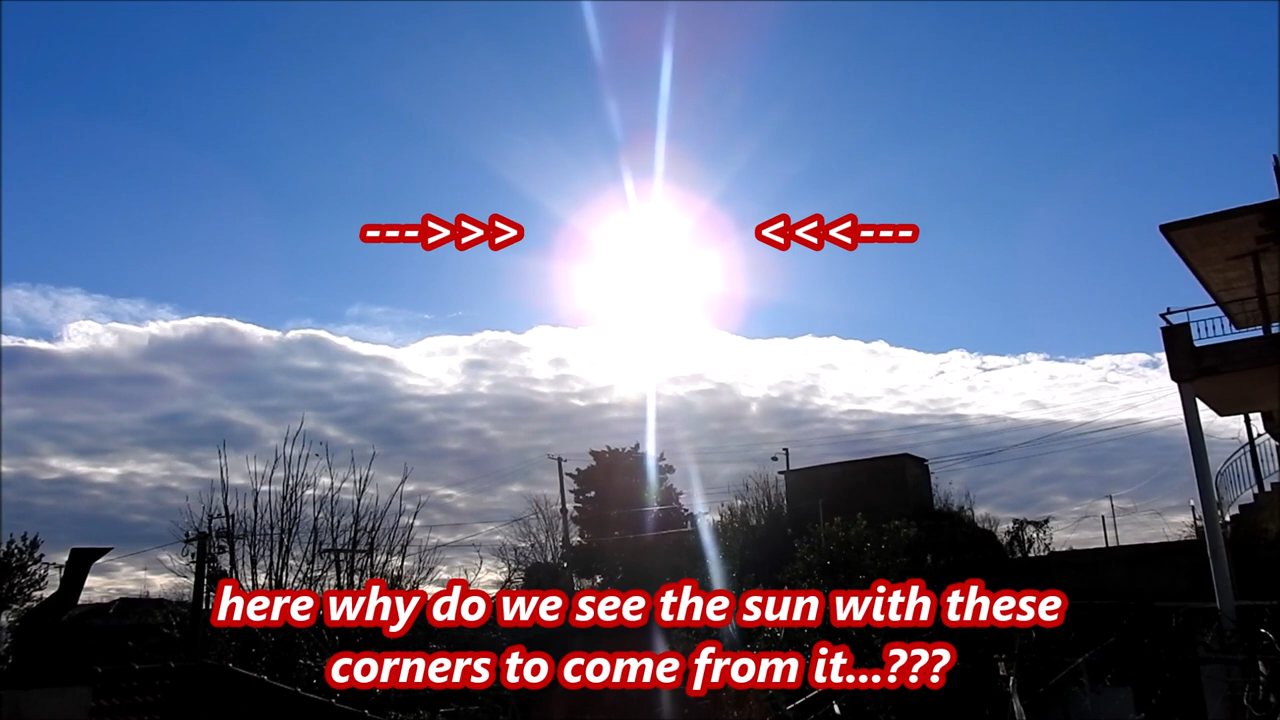 --->>> <<<---
here why do we see the sun with these
corners to come from it...???